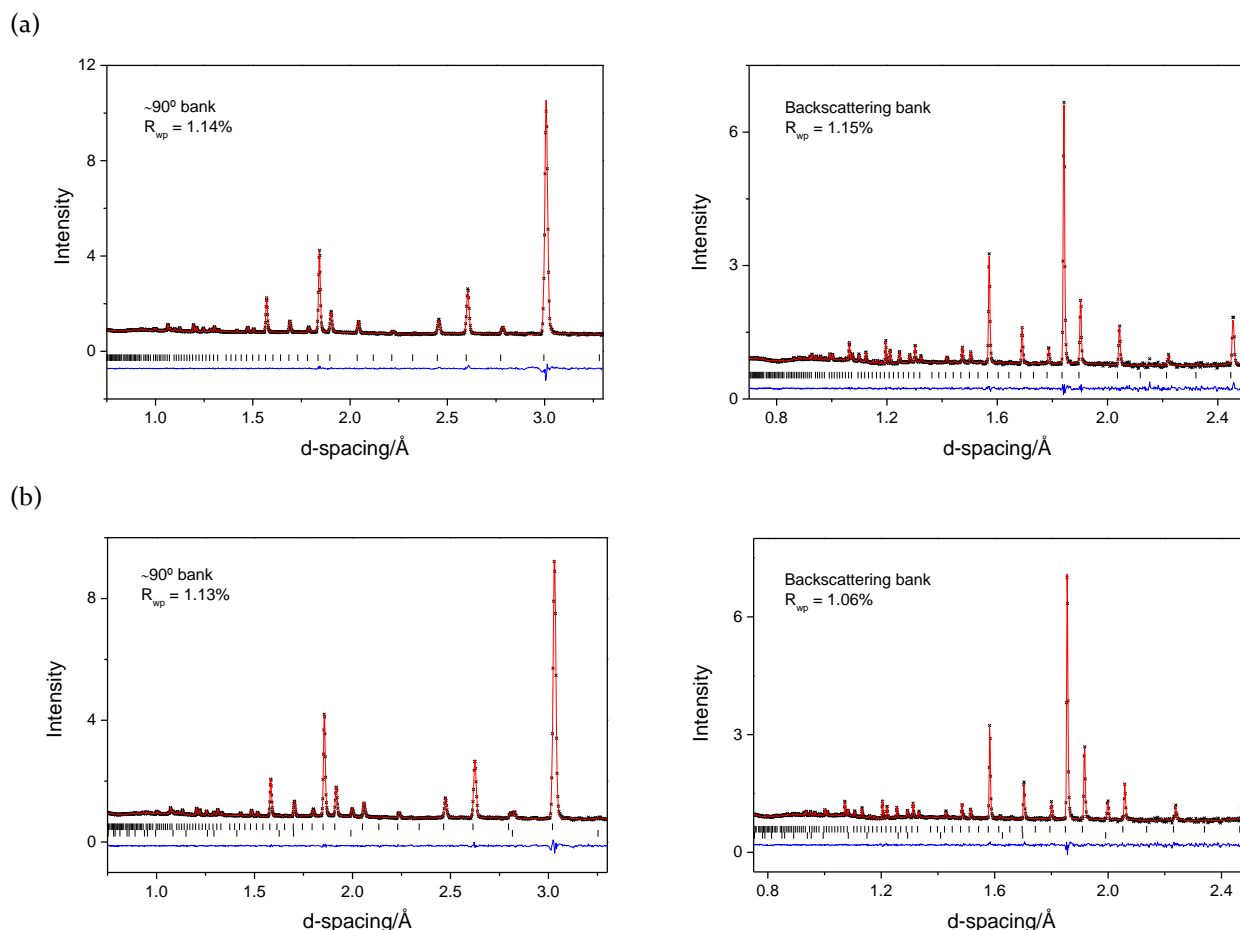 (a)
12
8
4
0
Intensity
~90º bank
R_wp = 1.14%
1.0 1.5 2.0 2.5 3.0
d-spacing/Å
6
3
0
Intensity
Backscattering bank
R_wp = 1.15%
0.8 1.2 1.6 2.0 2.4
d-spacing/Å
(b)
8
4
0
Intensity
~90º bank
R_wp = 1.13%
1.0 1.5 2.0 2.5 3.0
d-spacing/Å
6
3
0
Intensity
Backscattering bank
R_wp = 1.06%
0.8 1.2 1.6 2.0 2.4
d-spacing/Å